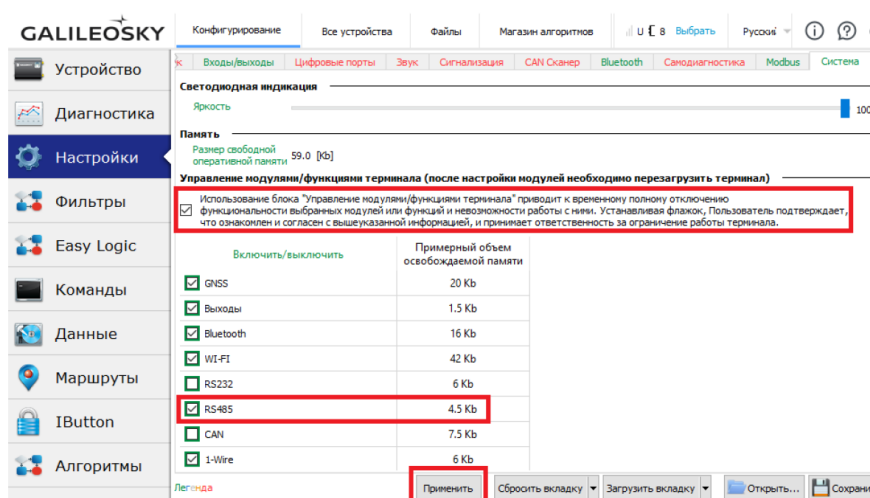 GALILEOSKY
Конфигурирование Все устройства Файлы Магазин алгоритмов U 8 Выбрать Русский
Устройство
Диагностика
Настройки
Фильтры
Easy Logic
Команды
Данные
Маршруты
IButton
Алгоритмы
Входы/выходы Цифровые порты Звук Сигнализация CAN Сканер Bluetooth Самодиагностика Modbus Система
Светодиодная индикация
Яркость 100
Память
Размер свободной
оперативной памяти 59.0 [Kb]
Управление модулями/функциями терминала (после настройки модулей необходимо перезагрузить терминал)
Использование блока "Управление модулями/функциями терминала" приводит к временному полному отключению
функциональности выбранных модулей или функций и невозможности работы с ними. Устанавливая флажок, Пользователь подтверждает,
что ознакомлен и согласен с вышеуказанной информацией, и принимает ответственность за ограничение работы терминала.
Включить/выключить Примерный объем
освобождаемой памяти
GNSS 20 Kb
Выходы 1.5 Kb
Bluetooth 16 Kb
WI-FI 42 Kb
RS232 6 Kb
RS485 4.5 Kb
CAN 7.5 Kb
1-Wire 6 Kb
Легенда Применить Сбросить вкладку Загрузить вкладку Открыть... Сохрани